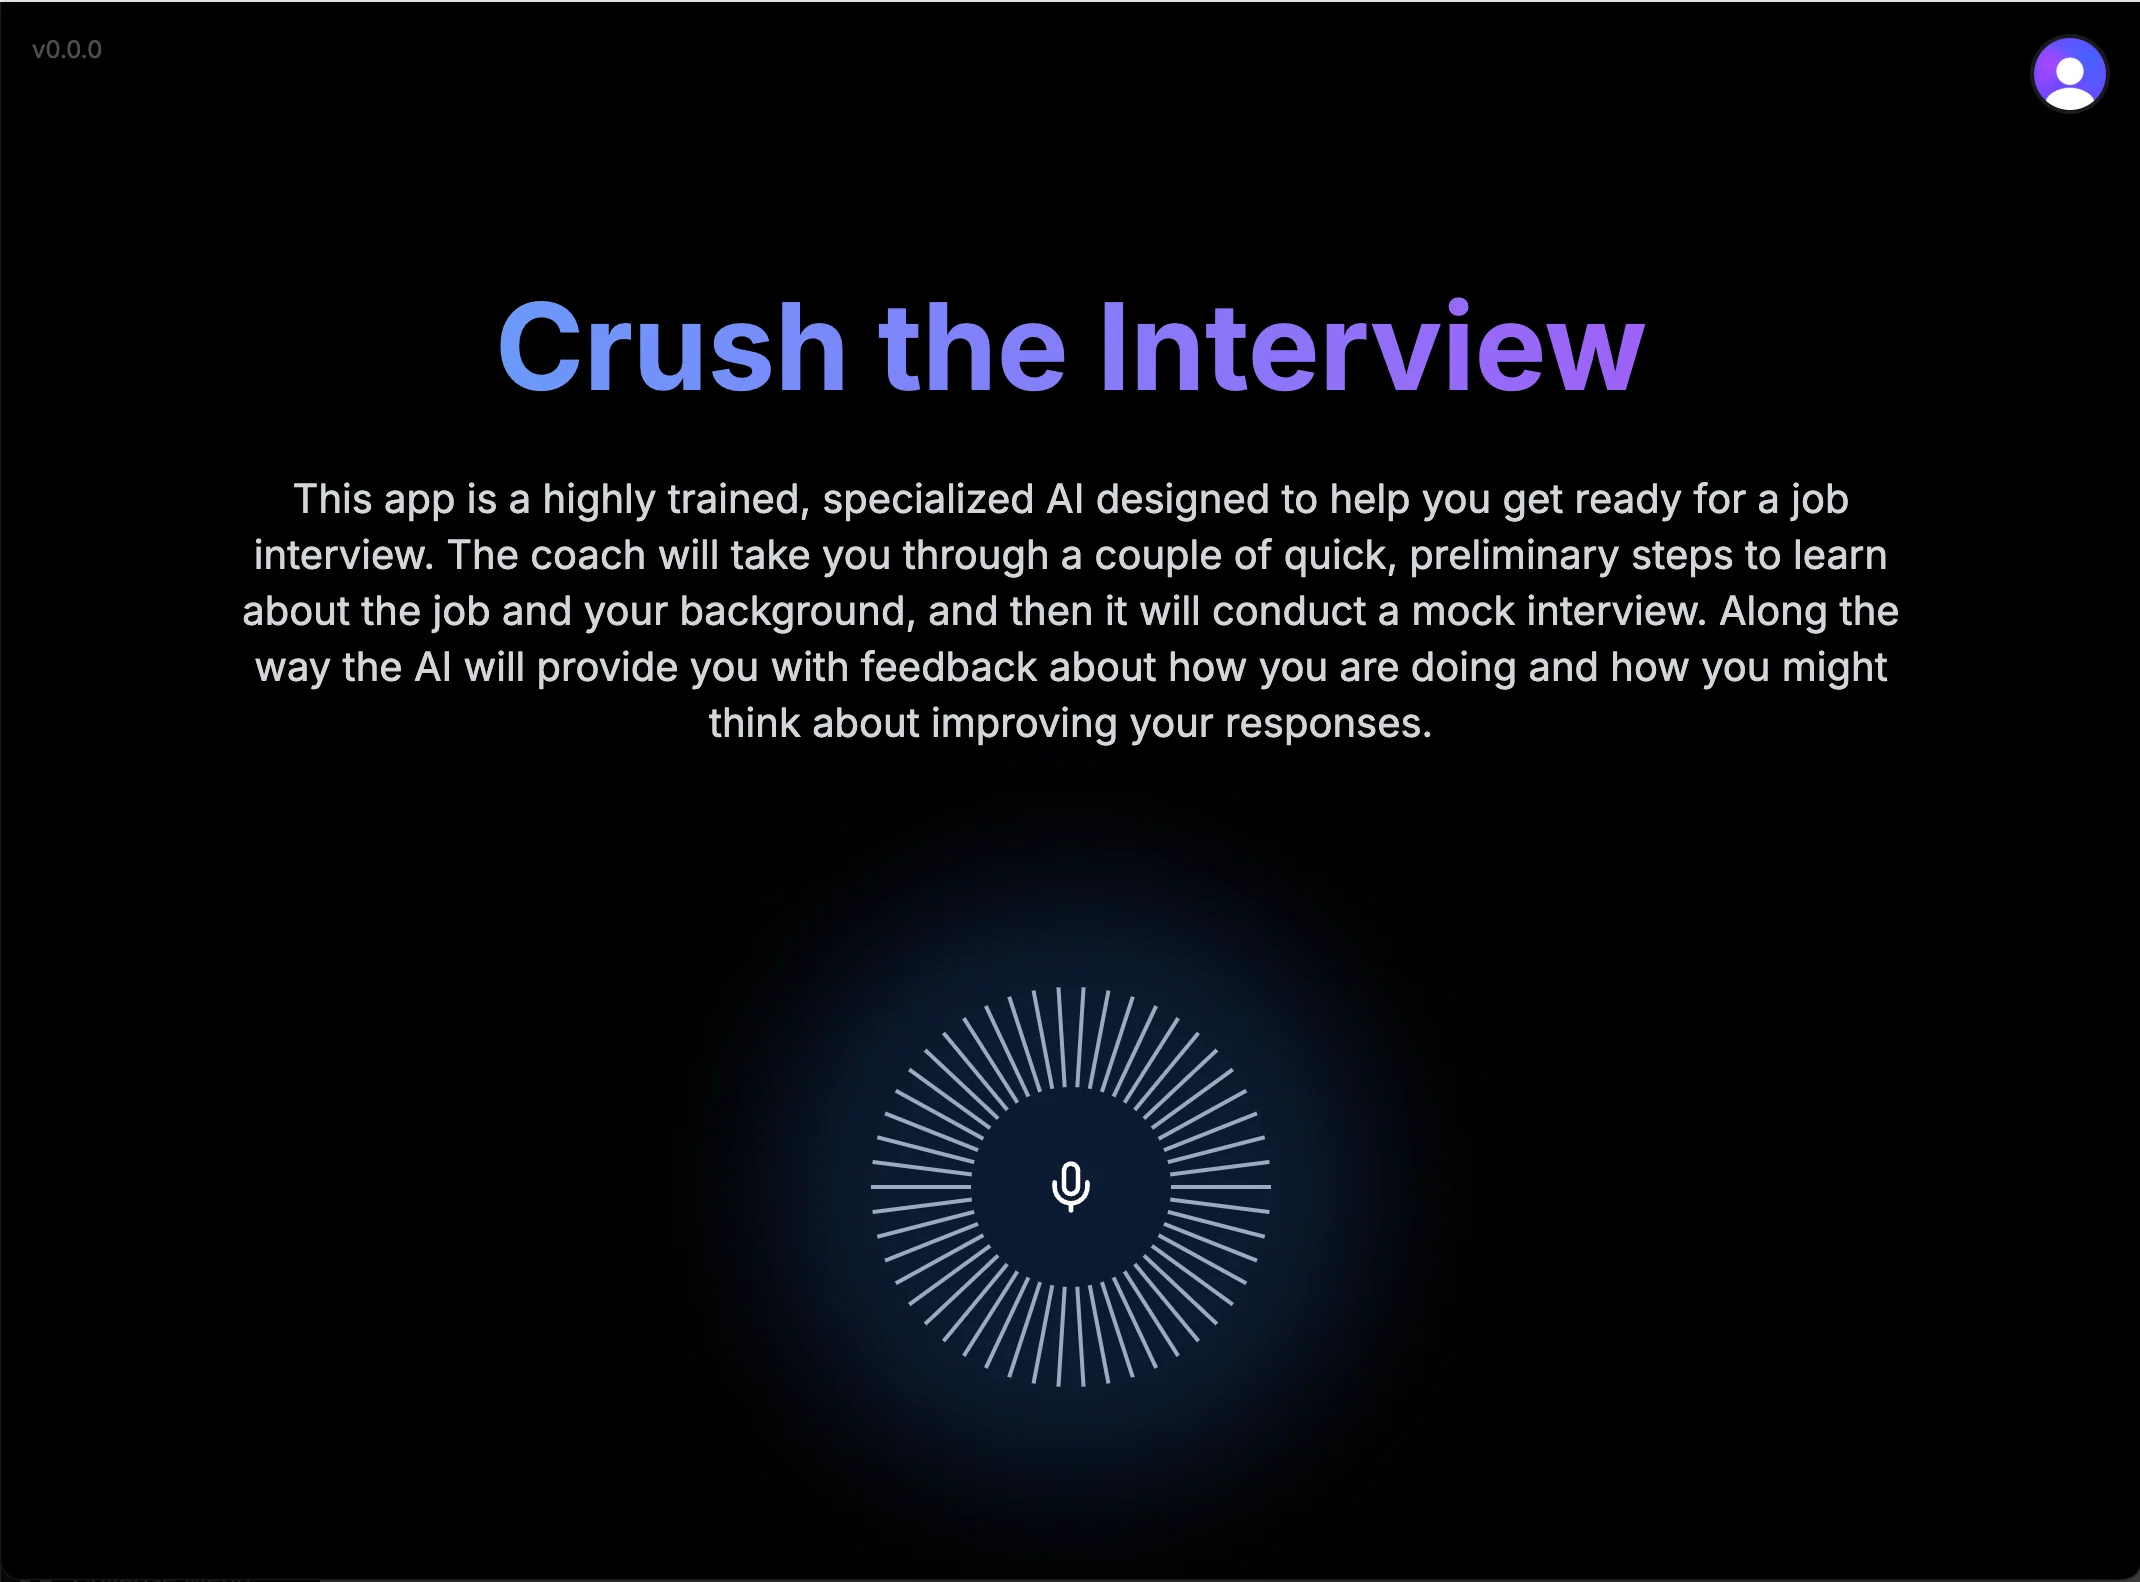 v0.0.0
Crush the Interview
This app is a highly trained, specialized AI designed to help you get ready for a job
interview. The coach will take you through a couple of quick, preliminary steps to learn
about the job and your background, and then it will conduct a mock interview. Along the
way the AI will provide you with feedback about how you are doing and how you might
think about improving your responses.